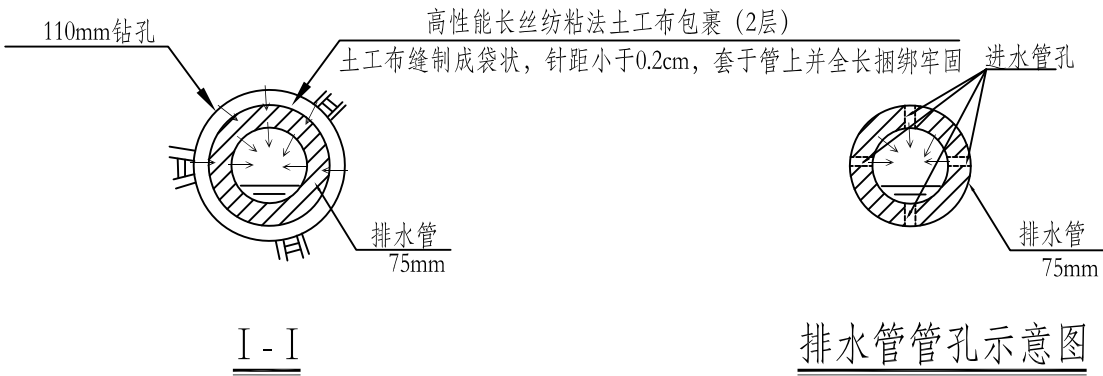 110mm钻孔
高性能长丝纺粘法土工布包裹（2层）
土工布缝制成袋状，针距小于0.2cm，套于管上并全长捆绑牢固
进水管孔
排水管
75mm
排水管
75mm
I - I
排水管管孔示意图